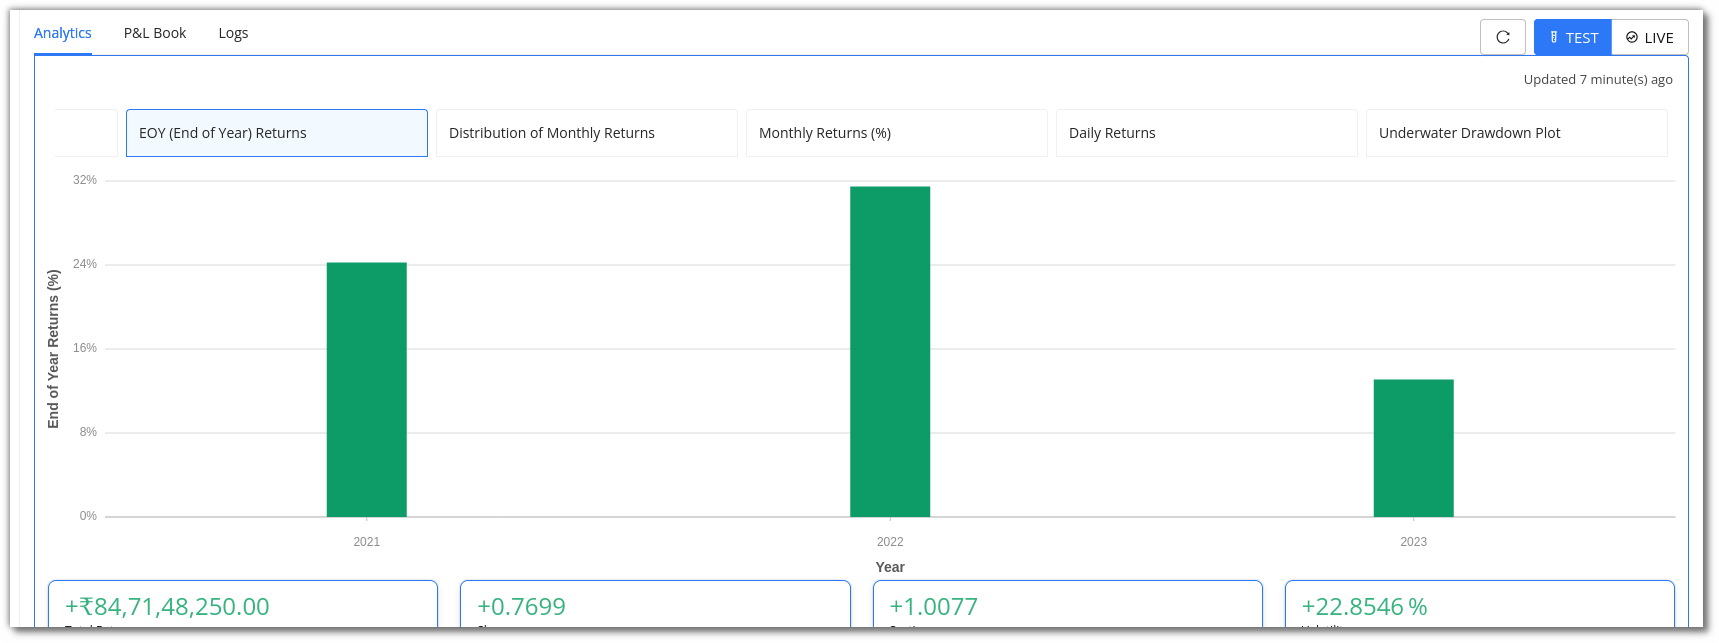 Analytics P&L Book Logs TEST LIVE
Updated 7 minute(s) ago
EOY (End of Year) Returns Distribution of Monthly Returns Monthly Returns (%) Daily Returns Underwater Drawdown Plot
32%
24%
16%
8%
0%
End of Year Returns (%)
2021 2022 2023
Year
+₹84,71,48,250.00 +0.7699 +1.0077 +22.8546 %